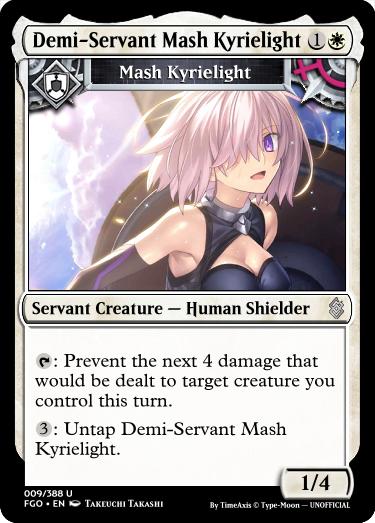 Demi-Servant Mash Kyrielight 1
Mash Kyrielight
Servant Creature — Human Shielder
: Prevent the next 4 damage that
would be dealt to target creature you
control this turn.
3: Untap Demi-Servant Mash
Kyrielight.
1/4
009/388 U
FGO • EN Takeuchi Takashi
By TimeAxis © Type-Moon — UNOFFICIAL